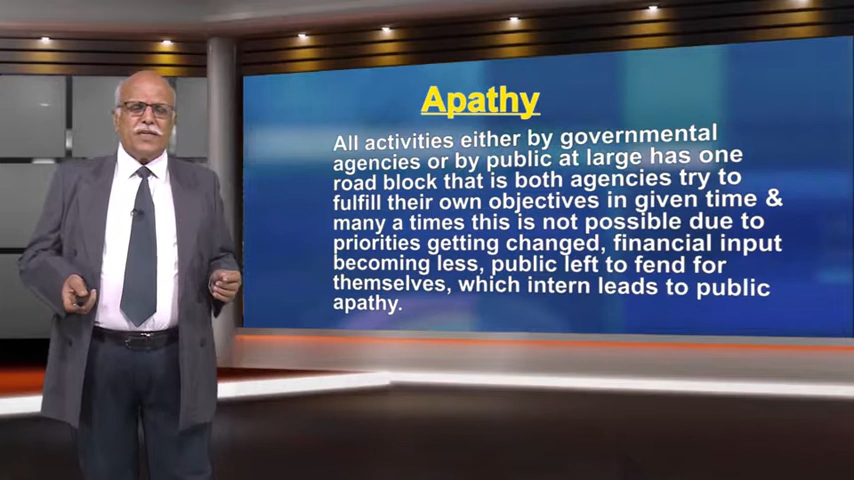 Apathy
All activities either by governmental
agencies or by public at large has one
road block that is both agencies try to
fulfill their own objectives in given time &
many a times this is not possible due to
priorities getting changed, financial input
becoming less, public left to fend for
themselves, which intern leads to public
apathy.